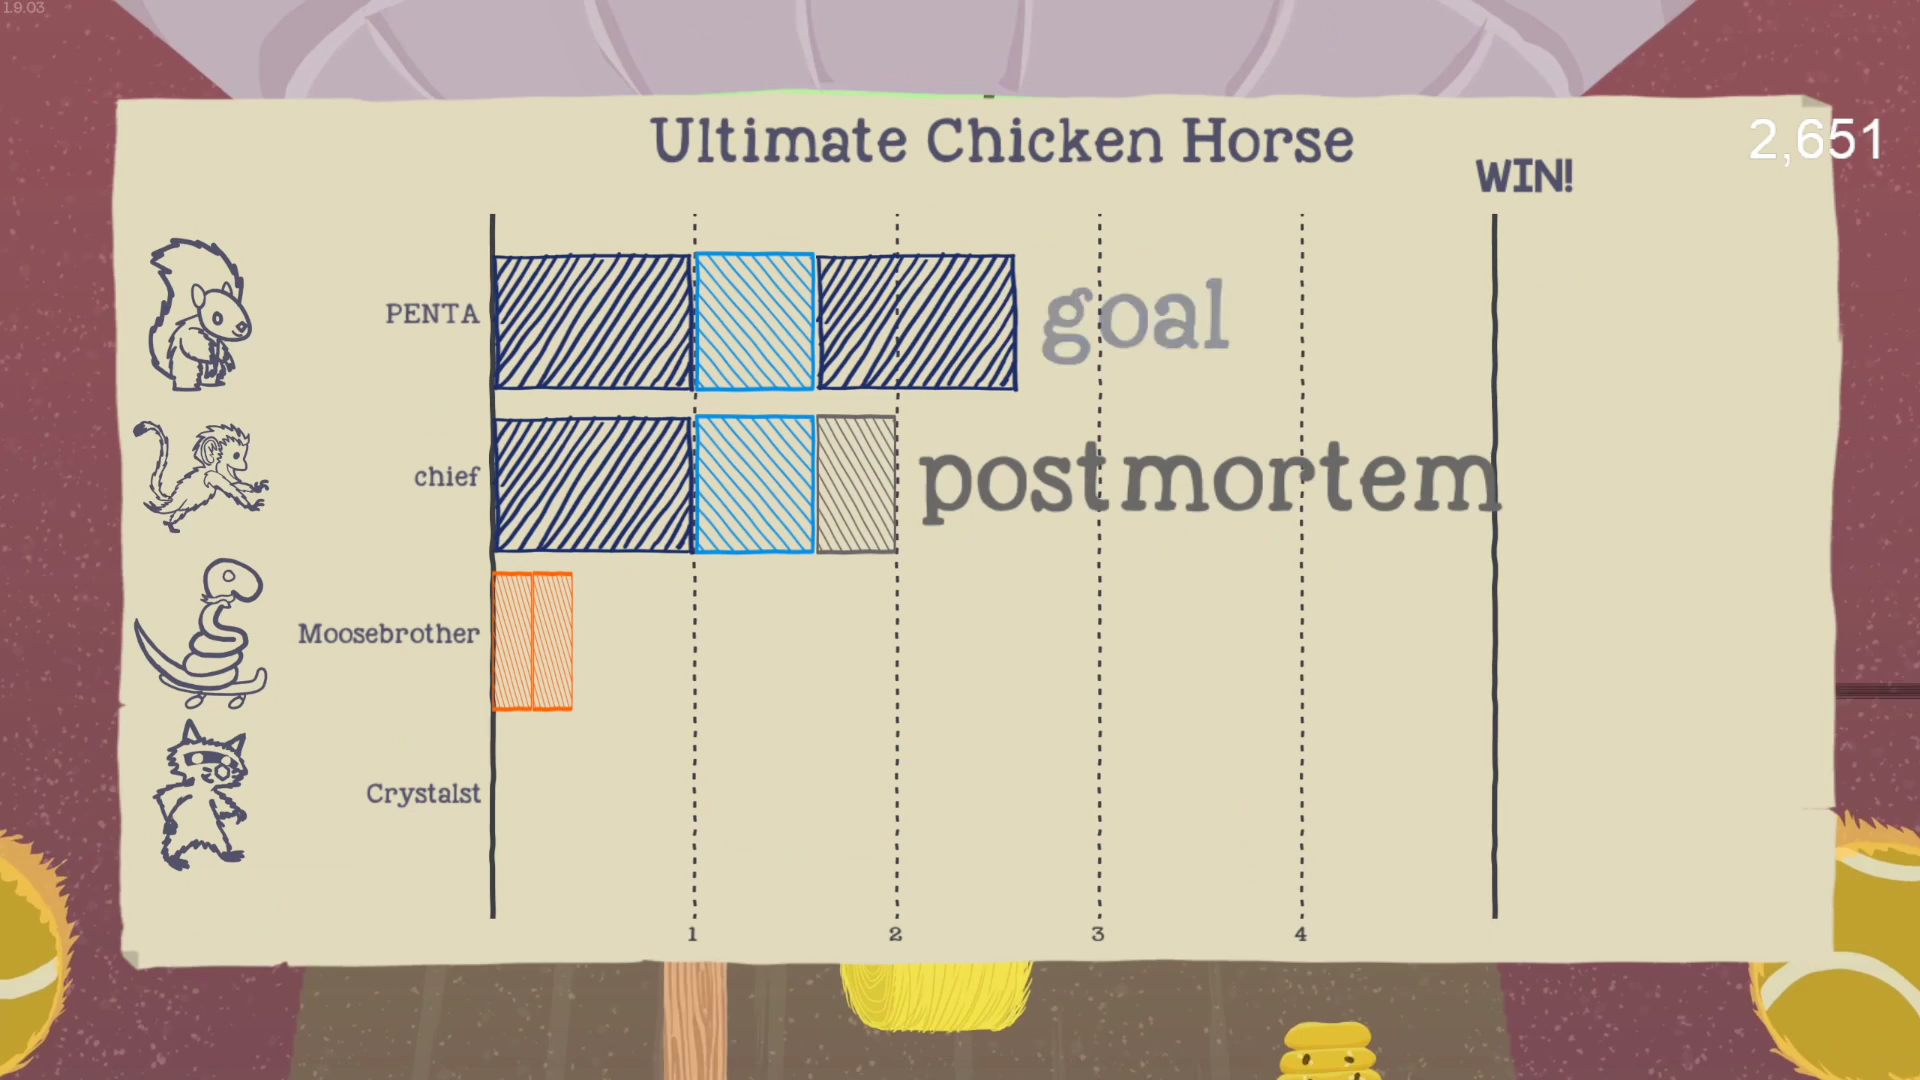 1.9.03
Ultimate Chicken Horse
2,651
WIN!
PENTA
goal
chief
postmortem
Moosebrother
Crystalst
1 2 3 4